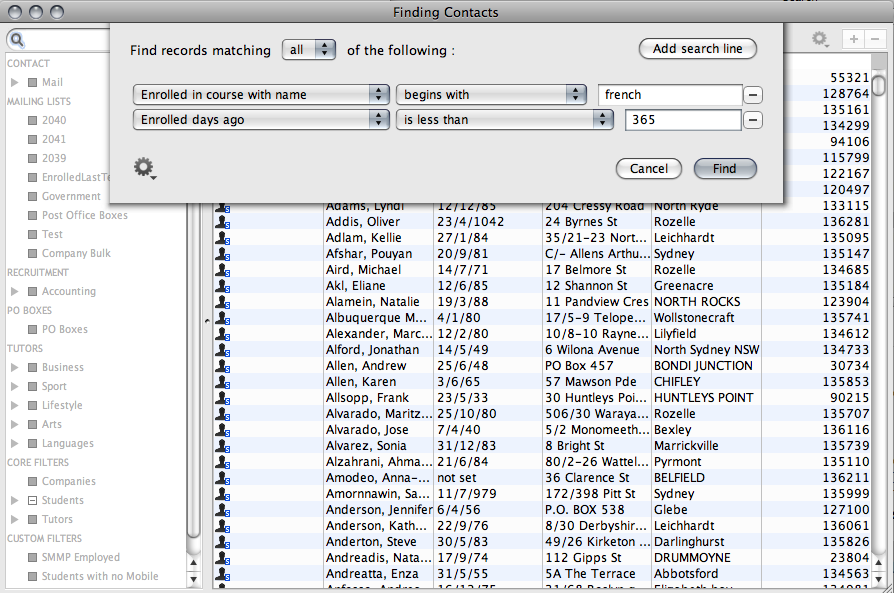 Finding Contacts
Find records matching all of the following :
Add search line
Enrolled in course with name begins with french
Enrolled days ago is less than 365
Cancel Find
CONTACT
Mail
MAILING LISTS
2040
2041
2039
EnrolledLastTe
Government
Post Office Boxes
Test
Company Bulk
RECRUITMENT
Accounting
PO BOXES
PO Boxes
TUTORS
Business
Sport
Lifestyle
Arts
Languages
CORE FILTERS
Companies
Students
Tutors
CUSTOM FILTERS
SMMP Employed
Students with no Mobile
55321
128764
135161
134299
94106
115799
122167
120497
Adams, Lyndl 12/12/85 204 Cressy Road North Ryde 133115
Addis, Oliver 23/4/1042 24 Byrnes St Rozelle 136281
Adlam, Kellie 27/1/84 35/21-23 Nort... Leichhardt 135095
Afshar, Pouyan 20/9/81 C/- Allens Arthu... Sydney 135147
Aird, Michael 14/7/71 17 Belmore St Rozelle 134685
Akl, Eliane 12/6/85 12 Shannon St Greenacre 135184
Alamein, Natalie 19/3/88 11 Pandview Cres NORTH ROCKS 123904
Albuquerque M... 4/1/80 17/5-9 Telope... Wollstonecraft 135741
Alexander, Marc... 12/2/80 10/8-10 Rayne... Lilyfield 134612
Alford, Jonathan 14/5/49 6 Wilona Avenue North Sydney NSW 134733
Allen, Andrew 25/6/48 PO Box 457 BONDI JUNCTION 30734
Allen, Karen 3/6/65 57 Mawson Pde CHIFLEY 135853
Allsopp, Frank 23/5/33 30 Huntleys Poi... HUNTLEYS POINT 90215
Alvarado, Maritz... 25/10/80 506/30 Waraya... Rozelle 135707
Alvarado, Jose 7/4/40 5/2 Monometh... Bexley 136116
Alvarez, Sonia 31/12/83 8 Bright St Marrickville 135739
Alzahrani, Ahma... 21/6/84 80/2-26 Wattel... Pyrmont 135110
Amodeo, Anna-... not set 36 Clarence St BELFIELD 136211
Amornnawin, Sa... 11/7/979 172/398 Pitt St Sydney 135999
Anderson, Jennifer 6/4/56 P.O. BOX 538 Glebe 127100
Anderson, Kath... 22/9/76 8/30 Derbyshir... Leichhardt 136061
Anderton, Steve 30/5/83 49/26 Kirketon ... Darlinghurst 135826
Andreadis, Nata... 17/9/74 112 Gipps St DRUMMOYNE 23804
Andreatta, Enza 31/5/55 5A The Terrace Abbotsford 134563